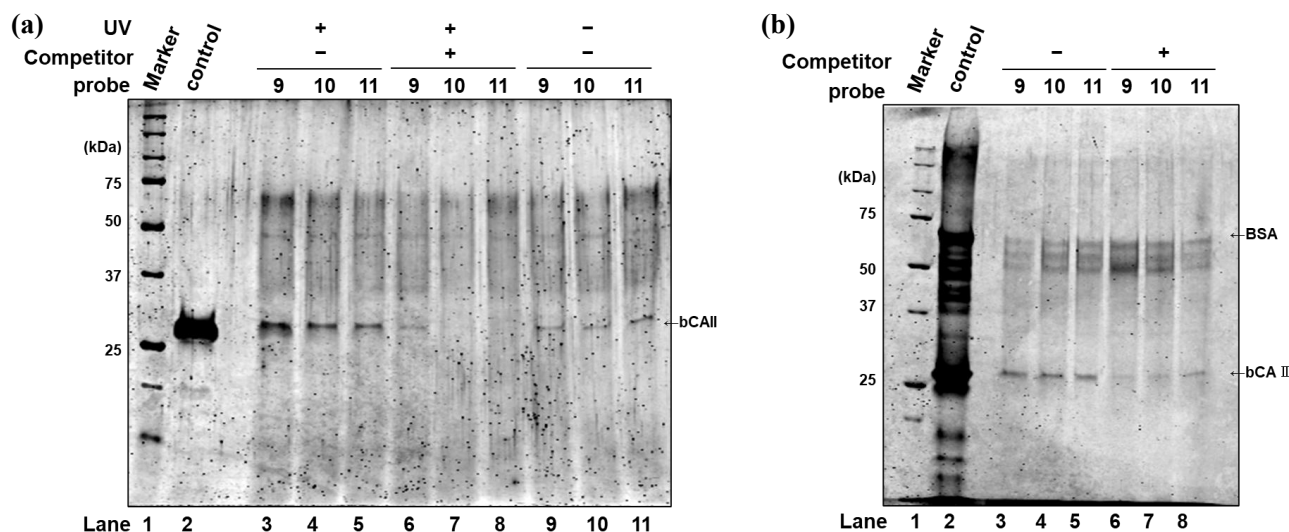 (a)
UV + + −
Competitor − + −
probe 9 10 11 9 10 11 9 10 11
Marker
control
(kDa)
75
50
37
25
←bCAII
Lane 1 2 3 4 5 6 7 8 9 10 11
(b)
Competitor − +
probe 9 10 11 9 10 11
Marker
control
(kDa)
75
50
37
25
←BSA
←bCA Ⅱ
Lane 1 2 3 4 5 6 7 8